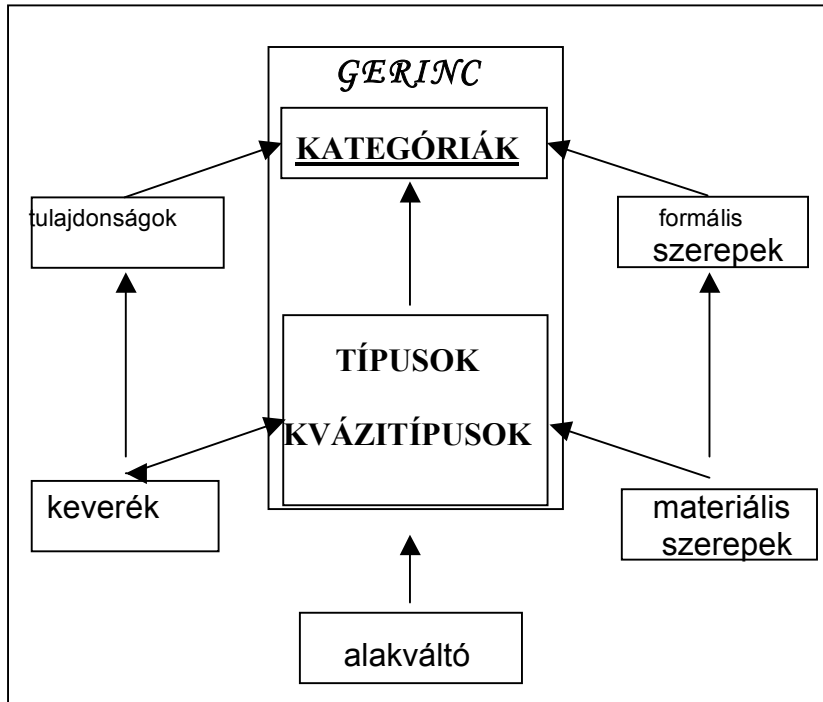 GERINC
KATEGÓRIÁK
tulajdonságok
formális
szerepek
TÍPUSOK
KVÁZITÍPUSOK
keverék
materiális
szerepek
alakváltó